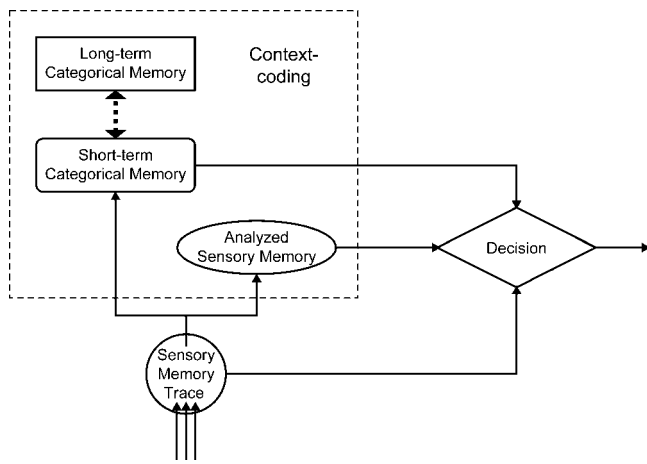 Long-term
Categorical Memory
Context-
coding
Short-term
Categorical Memory
Analyzed
Sensory Memory
Decision
Sensory
Memory
Trace